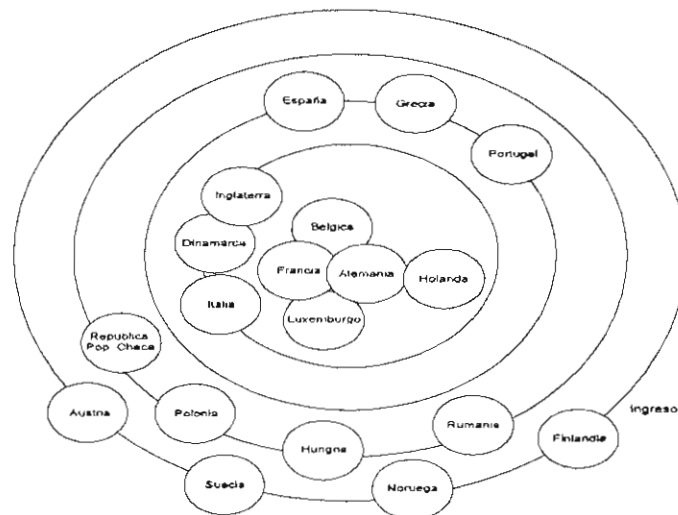 España
Grecia
Portugel
Inglaterra
Belgica
Dinamarca
Francia
Alemania
Holanda
Italia
Luxemburgo
Republica
Pop. Checa
Austria
Polonia
Rumania
Ingreso
Hungria
Finlandia
Suecia
Noruega